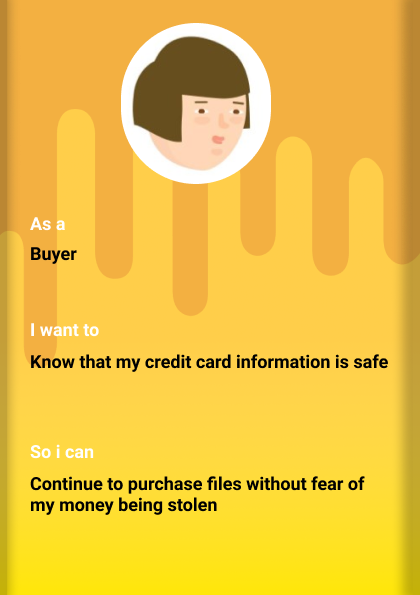 As a
Buyer
I want to
Know that my credit card information is safe
So i can
Continue to purchase files without fear of
my money being stolen